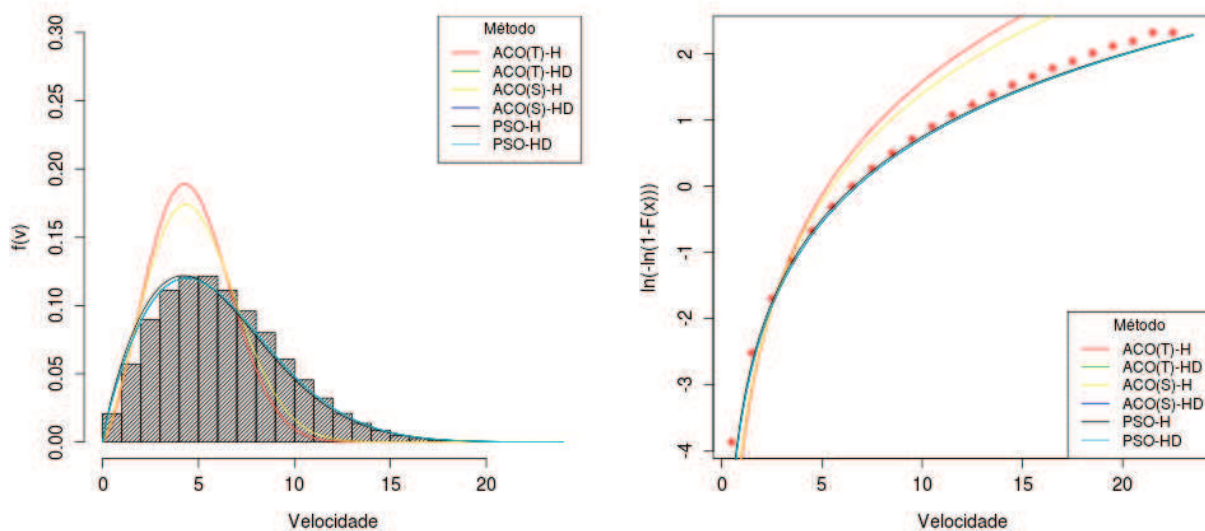 0.30
0.25
0.20
0.15
0.10
0.05
0.00
f(v)
0
5
10
15
20
Velocidade
Método
ACO(T)-H
ACO(T)-HD
ACO(S)-H
ACO(S)-HD
PSO-H
PSO-HD
2
1
0
-1
-2
-3
-4
ln(-ln(1-F(x)))
0
5
10
15
20
Velocidade
Método
ACO(T)-H
ACO(T)-HD
ACO(S)-H
ACO(S)-HD
PSO-H
PSO-HD